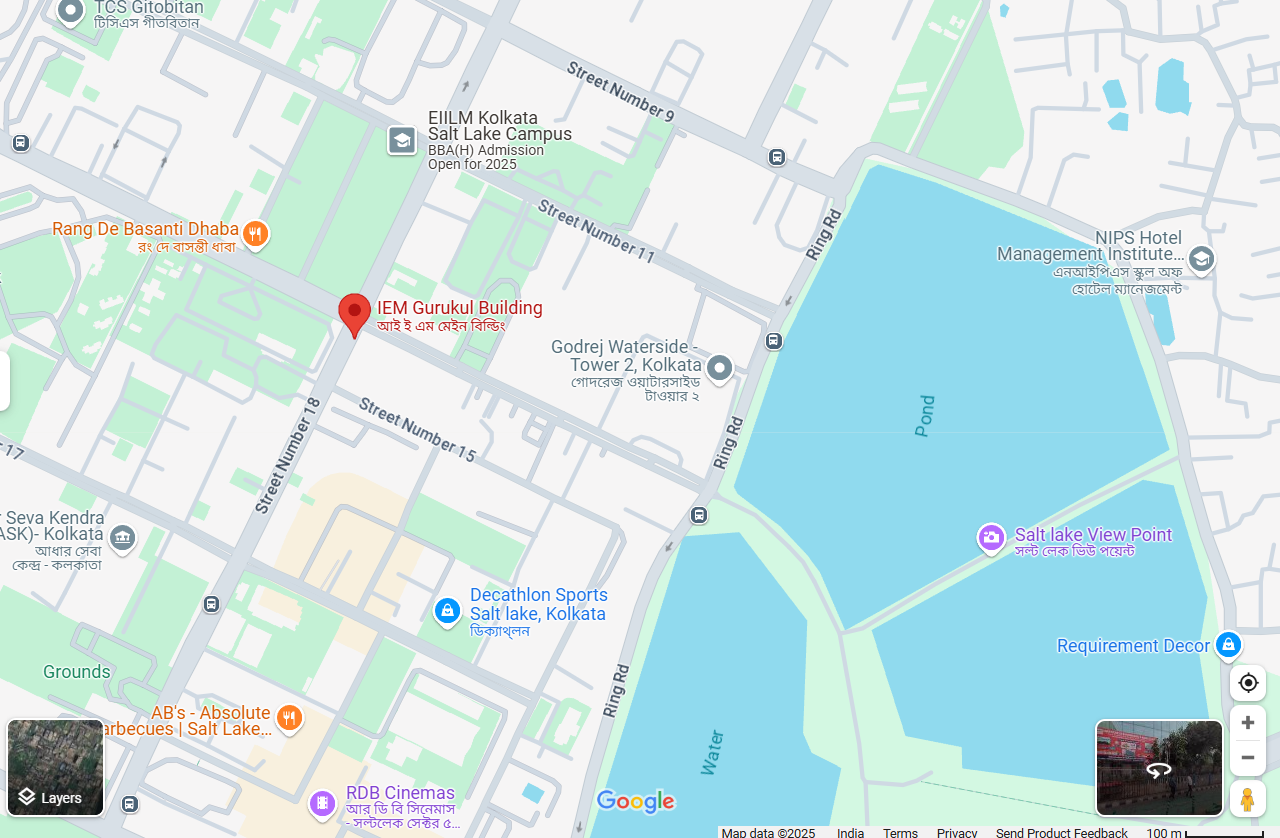 TCS Gitobitan
টিসিএস গীতবিতান
Street Number 9
EIILM Kolkata
Salt Lake Campus
BBA(H) Admission
Open for 2025
Street Number 11
Ring Rd
Rang De Basanti Dhaba
রং দে বাসন্তী ধাবা
NIPS Hotel
Management Institute...
এনআইপিএস স্কুল অফ
হোটেল ম্যানেজমেন্ট
IEM Gurukul Building
আই ই এম মেইন বিল্ডিং
Godrej Waterside -
Tower 2, Kolkata
গোদরেজ ওয়াটারসাইড
টাওয়ার ২
Pond
Street Number 15
Street Number 18
Ring Rd
17
Seva Kendra
ASK)- Kolkata
আধার সেবা
কেন্দ্র - কলকাতা
Salt lake View Point
সল্ট লেক ভিউ পয়েন্ট
Decathlon Sports
Salt lake, Kolkata
ডিক্যাথ্লন
Requirement Decor
Grounds
Ring Rd
AB's - Absolute
arbecues | Salt Lake...
Water
RDB Cinemas
আর ডি বি সিনেমাস
- সল্টলেক সেক্টর ৫...
Layers
Google
Map data ©2025 India Terms Privacy Send Product Feedback 100 m